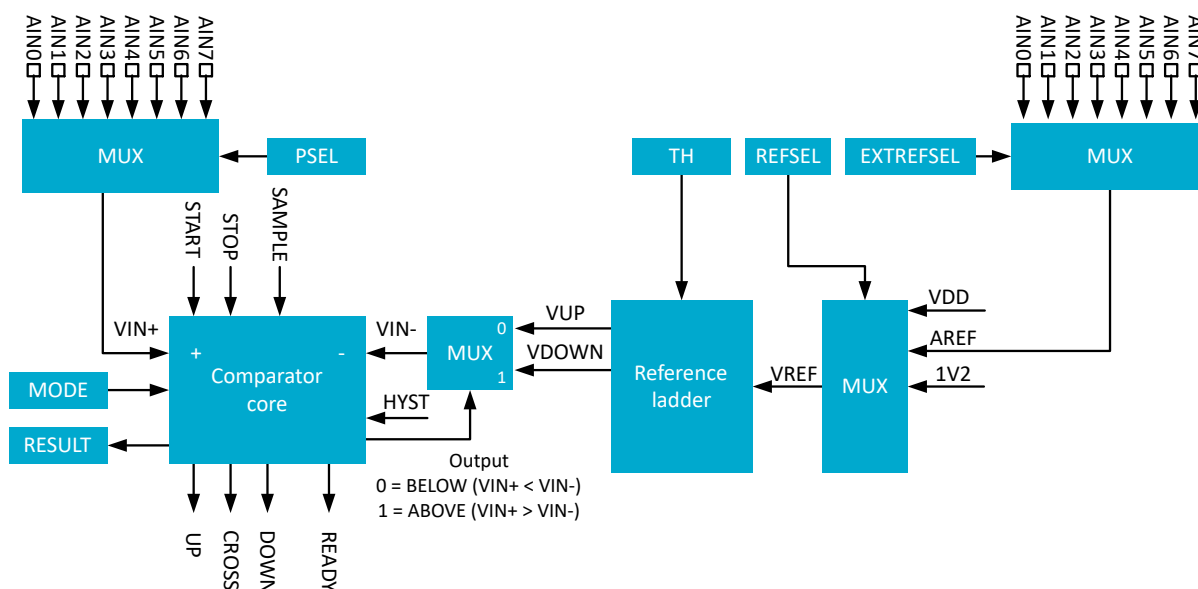 AIN0
AIN1
AIN2
AIN3
AIN4
AIN5
AIN6
AIN7
AIN0
AIN1
AIN2
AIN3
AIN4
AIN5
AIN6
AIN7
MUX
PSEL
TH
REFSEL
EXTREFSEL
MUX
START
STOP
SAMPLE
VIN+
+
-
Comparator
core
MODE
RESULT
VIN-
HYST
0
MUX
1
VUP
VDOWN
Reference
ladder
VREF
MUX
VDD
AREF
1V2
Output
0 = BELOW (VIN+ < VIN-)
1 = ABOVE (VIN+ > VIN-)
UP
CROSS
DOWN
READY